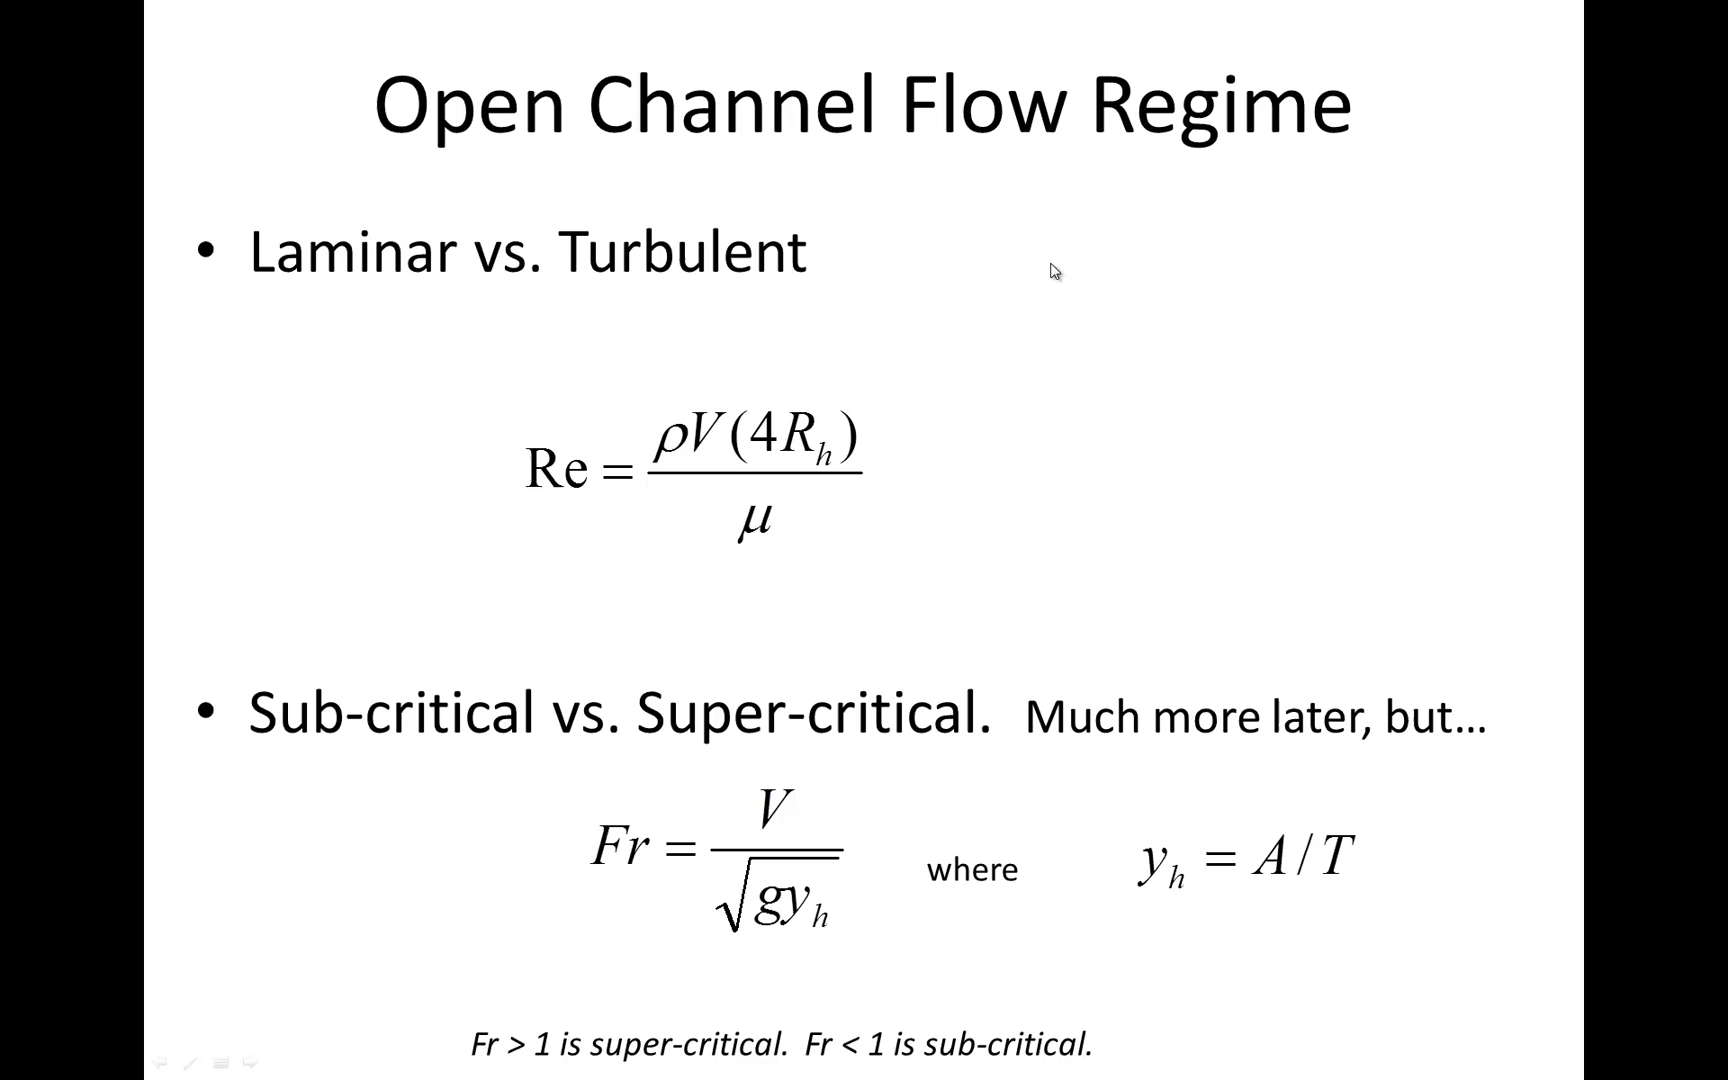 Open Channel Flow Regime
• Laminar vs. Turbulent
Re = ρV(4R_h) / μ
• Sub-critical vs. Super-critical. Much more later, but…
Fr = V / √(gy_h) where y_h = A/T
Fr > 1 is super-critical. Fr < 1 is sub-critical.